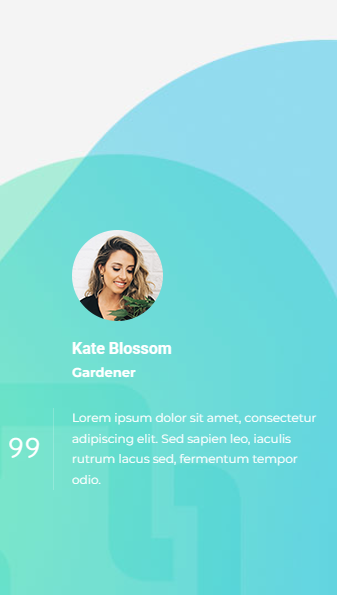 Kate Blossom
Gardener
Lorem ipsum dolor sit amet, consectetur
adipiscing elit. Sed sapien leo, iaculis
rutrum lacus sed, fermentum tempor
odio.